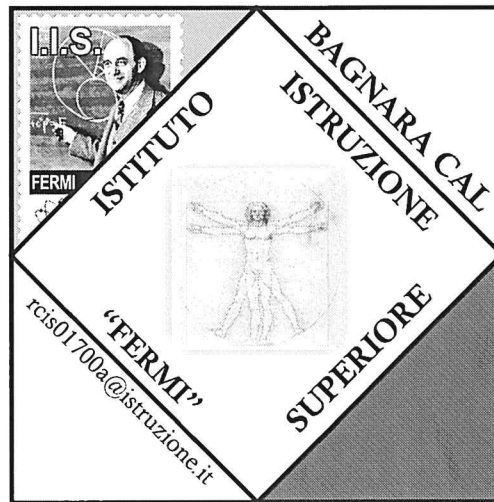 I.I.S.
FERMI
BAGNARA CAL
ISTITUTO
ISTRUZIONE
SUPERIORE
"FERMI"
rcis01700a@istruzione.it